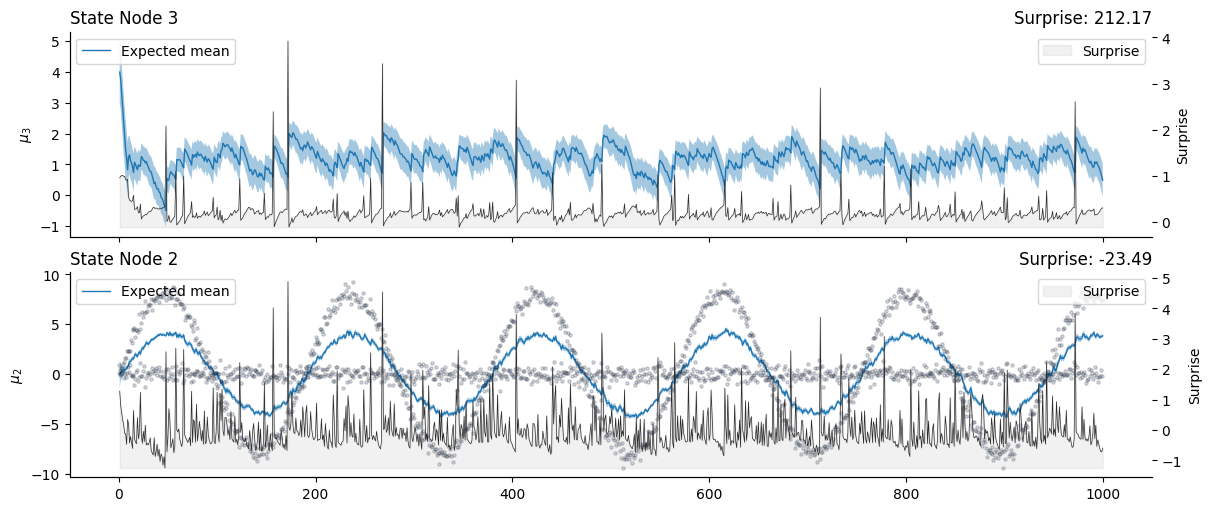 State Node 3
Surprise: 212.17
Expected mean
Surprise
5
4
3
2
1
0
−1
μ3
4
3
2
1
0
Surprise
State Node 2
Surprise: -23.49
Expected mean
Surprise
10
5
0
−5
−10
μ2
5
4
3
2
1
0
−1
Surprise
0 200 400 600 800 1000